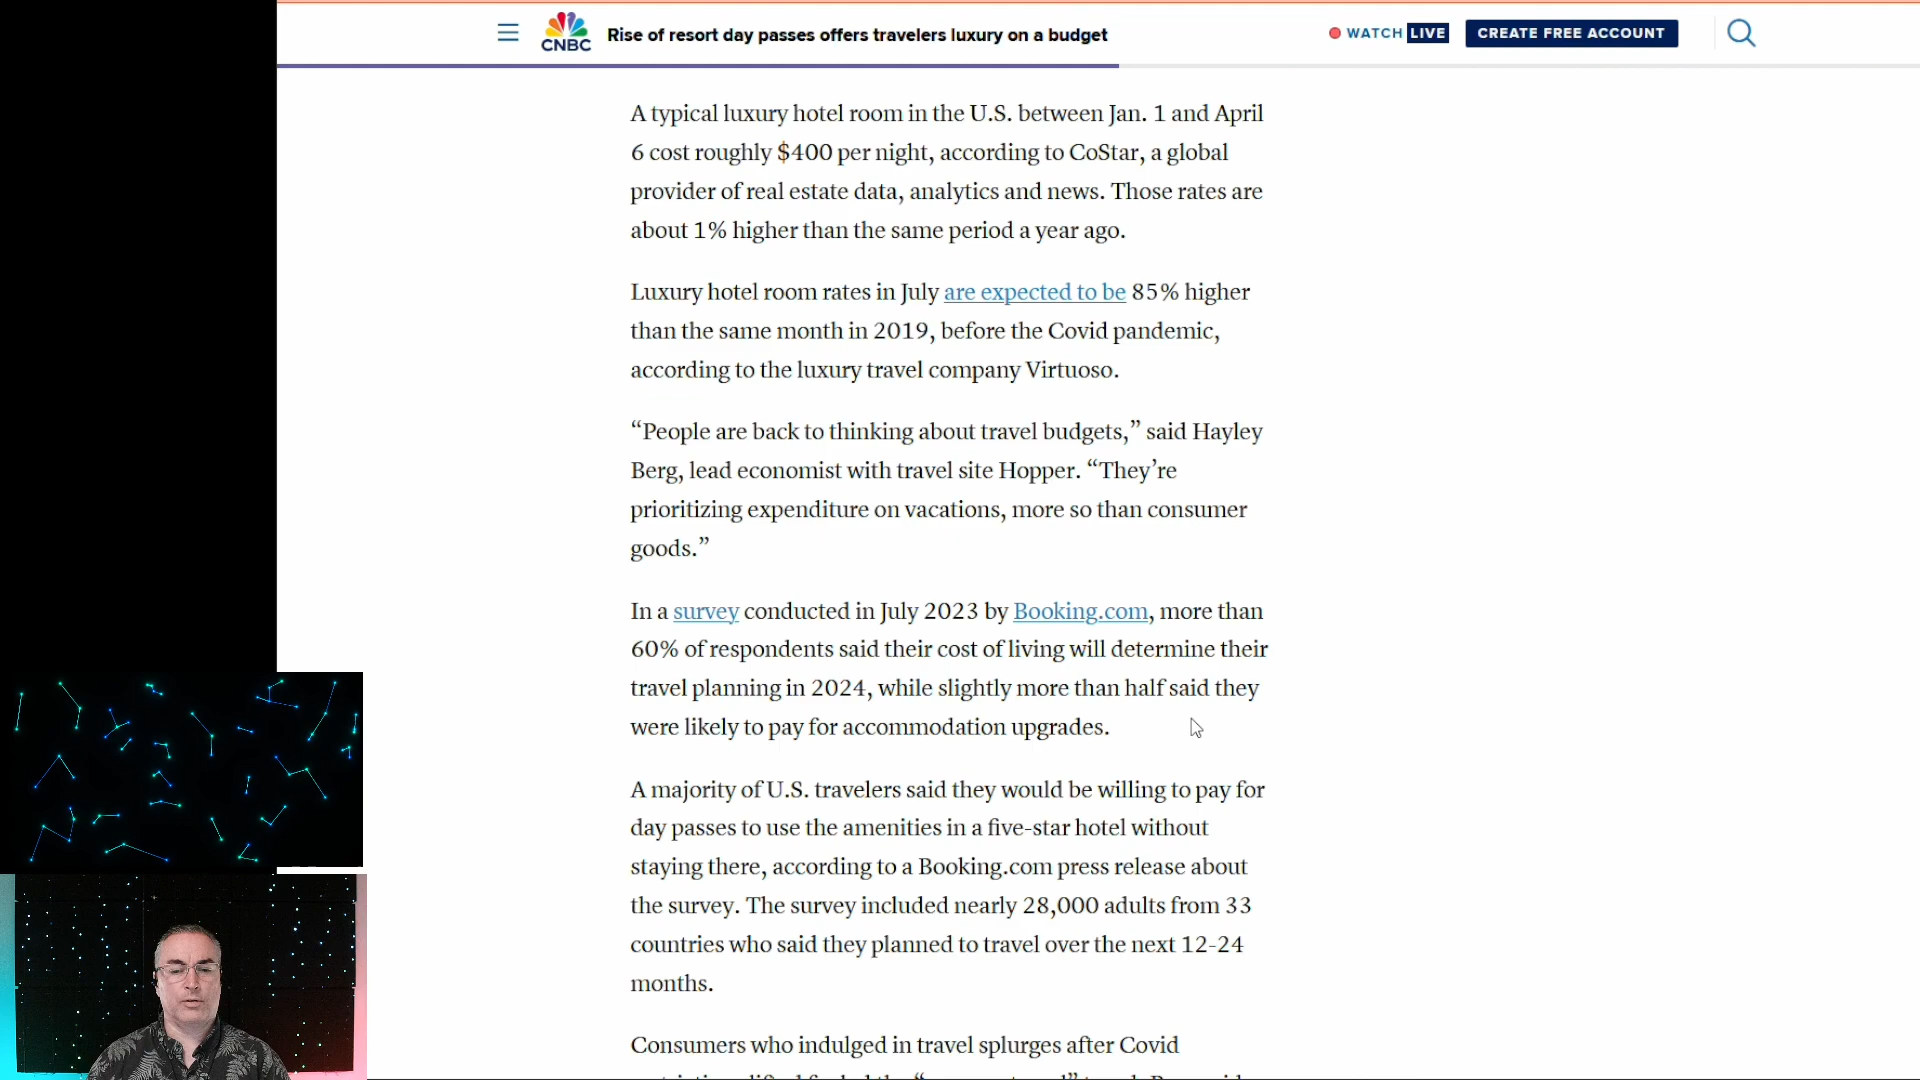 CNBC
Rise of resort day passes offers travelers luxury on a budget
WATCH LIVE
CREATE FREE ACCOUNT
A typical luxury hotel room in the U.S. between Jan. 1 and April
6 cost roughly $400 per night, according to CoStar, a global
provider of real estate data, analytics and news. Those rates are
about 1% higher than the same period a year ago.
Luxury hotel room rates in July are expected to be 85% higher
than the same month in 2019, before the Covid pandemic,
according to the luxury travel company Virtuoso.
“People are back to thinking about travel budgets,” said Hayley
Berg, lead economist with travel site Hopper. “They’re
prioritizing expenditure on vacations, more so than consumer
goods.”
In a survey conducted in July 2023 by Booking.com, more than
60% of respondents said their cost of living will determine their
travel planning in 2024, while slightly more than half said they
were likely to pay for accommodation upgrades.
A majority of U.S. travelers said they would be willing to pay for
day passes to use the amenities in a five-star hotel without
staying there, according to a Booking.com press release about
the survey. The survey included nearly 28,000 adults from 33
countries who said they planned to travel over the next 12-24
months.
Consumers who indulged in travel splurges after Covid